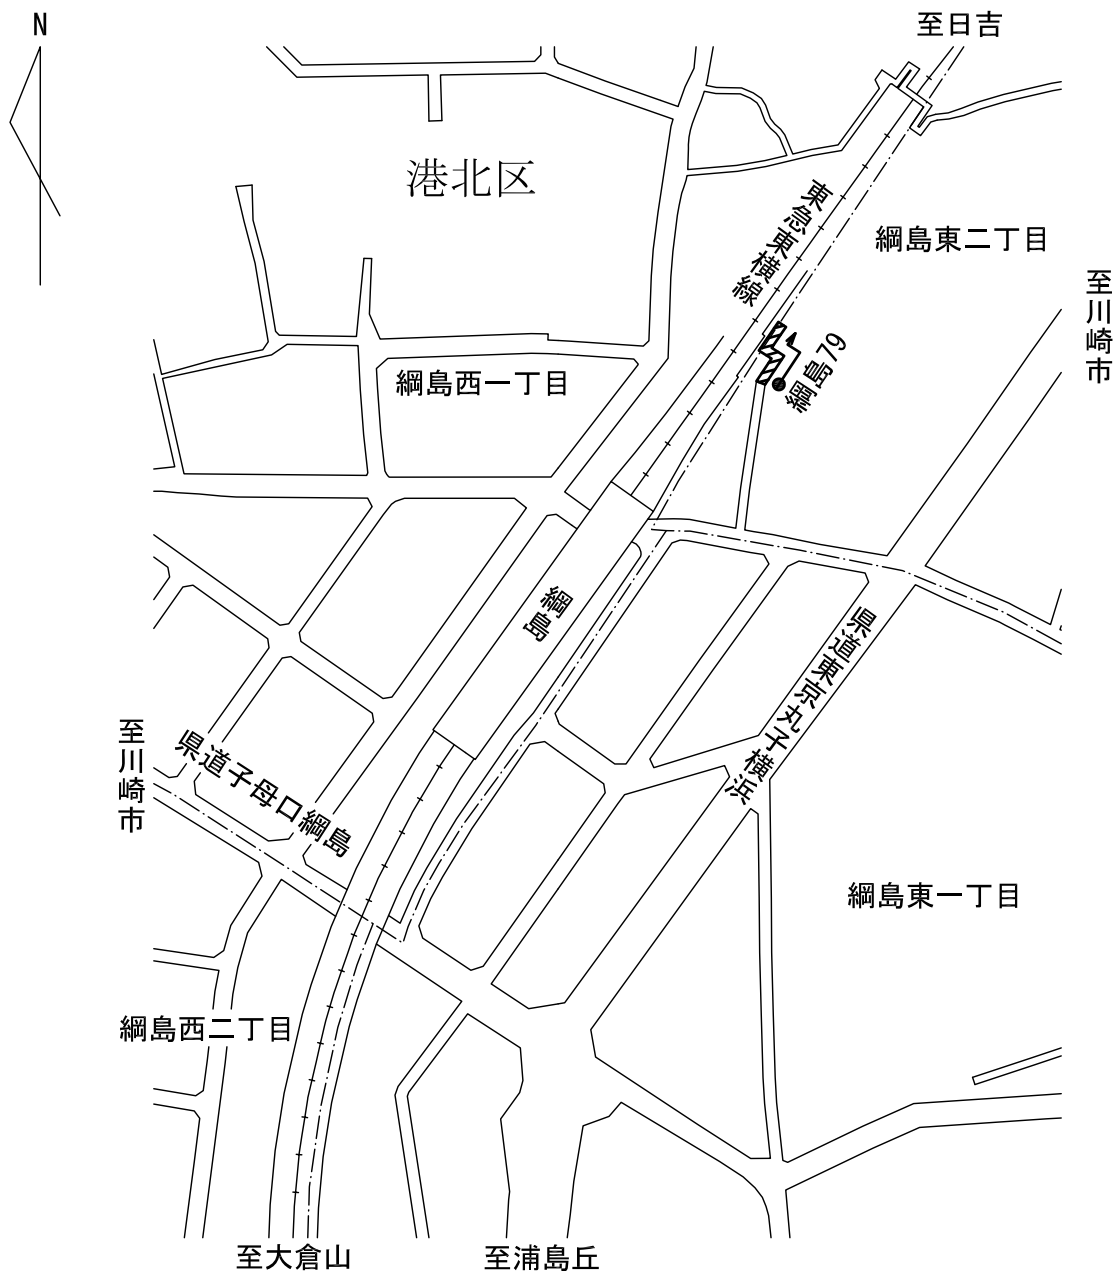 N
至日吉
港北区
東急東横線
綱島東二丁目
至川崎市
綱島79
綱島西一丁目
綱島
県道東京丸子横浜
至川崎市
県道子母口綱島
綱島東一丁目
綱島西二丁目
至大倉山
至浦島丘